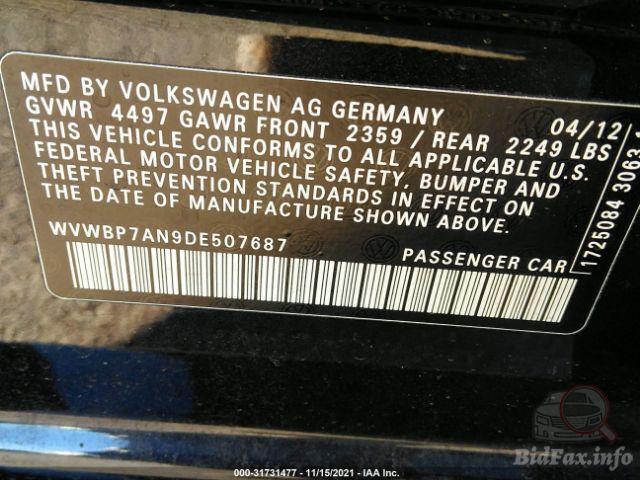 MFD BY VOLKSWAGEN AG GERMANY 04/12
GVWR 4497 GAWR FRONT 2359 / REAR 2249 LBS
THIS VEHICLE CONFORMS TO ALL APPLICABLE U.S.
FEDERAL MOTOR VEHICLE SAFETY, BUMPER AND
THEFT PREVENTION STANDARDS IN EFFECT ON
THE DATE OF MANUFACTURE SHOWN ABOVE.
WVWBP7AN9DE507687 PASSENGER CAR
1725084 3063
BidFax.info
000-31731477 - 11/15/2021 - IAA Inc.